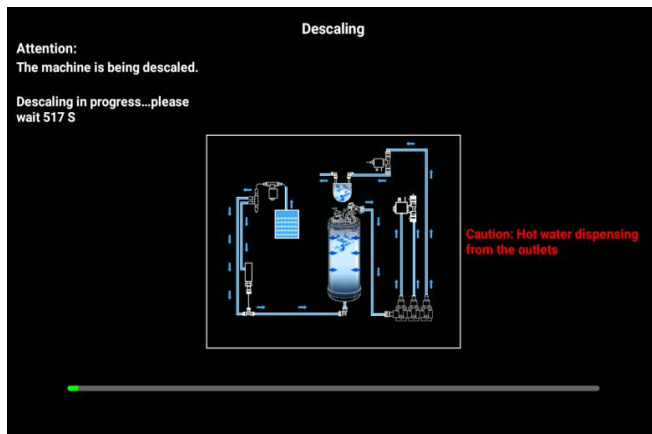 Descaling
Attention:
The machine is being descaled.
Descaling in progress...please
wait 517 S
Caution: Hot water dispensing
from the outlets